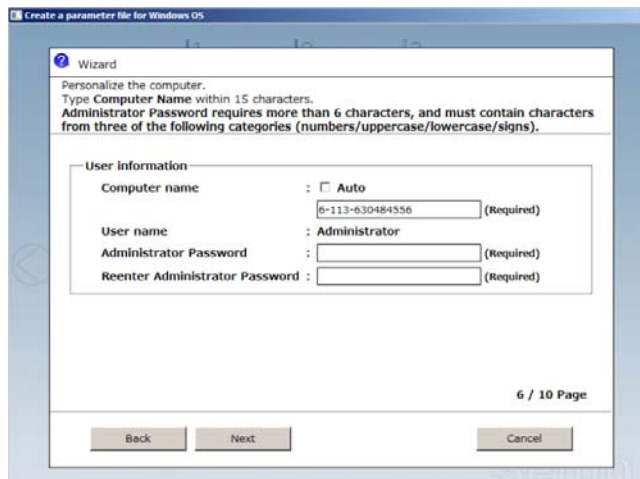 Create a parameter file for Windows OS
Wizard
Personalize the computer.
Type Computer Name within 15 characters.
Administrator Password requires more than 6 characters, and must contain characters
from three of the following categories (numbers/uppercase/lowercase/signs).
User information
Computer name : Auto
6-113-630484556 (Required)
User name : Administrator
Administrator Password : (Required)
Reenter Administrator Password : (Required)
6 / 10 Page
Back Next Cancel